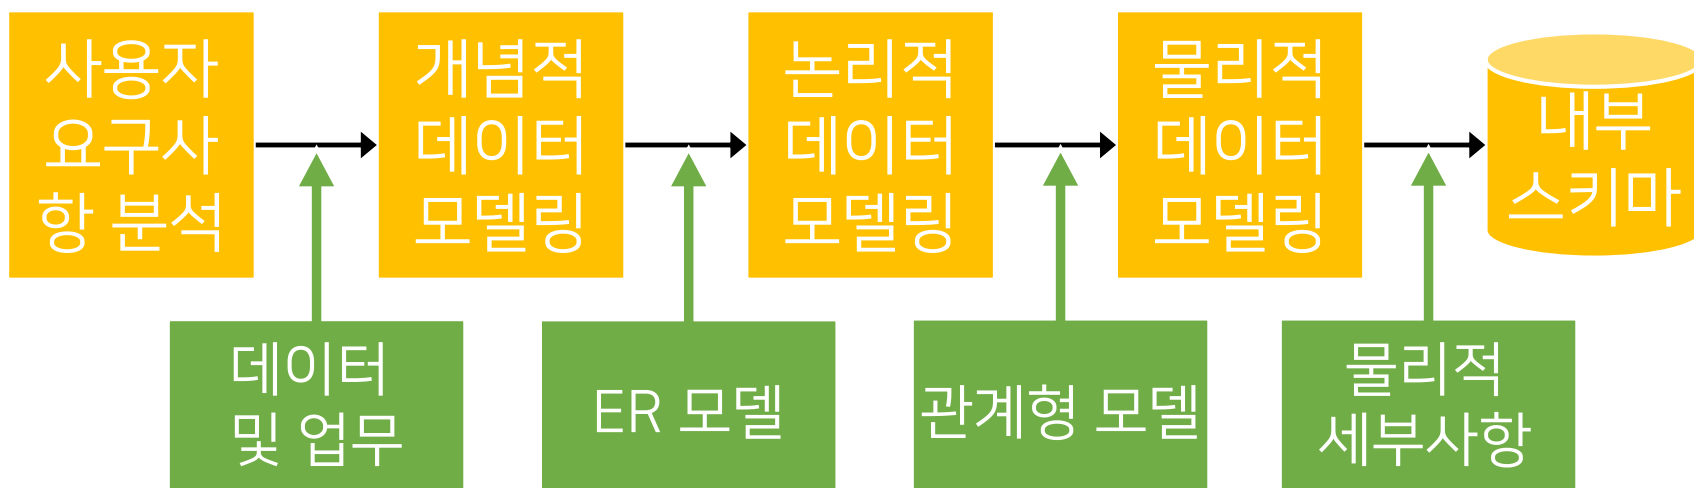 사용자
요구사
항 분석
개념적
데이터
모델링
논리적
데이터
모델링
물리적
데이터
모델링
내부
스키마
데이터
및 업무
ER 모델
관계형 모델
물리적
세부사항